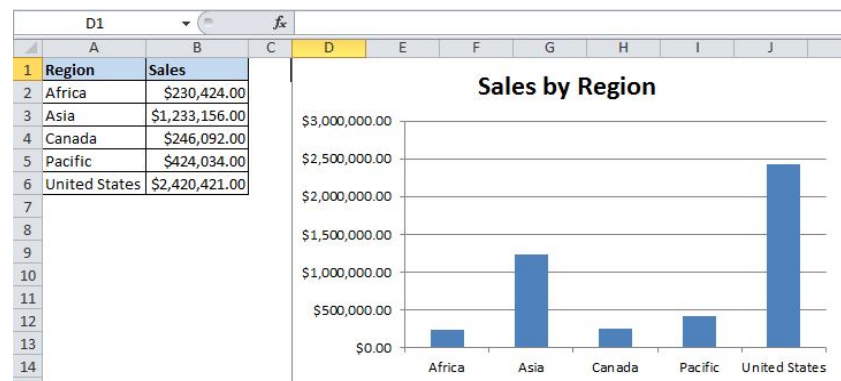 D1 fx
A B C D E F G H I J
1 Region Sales
2 Africa $230,424.00
3 Asia $1,233,156.00
4 Canada $246,092.00
5 Pacific $424,034.00
6 United States $2,420,421.00
7
8
9
10
11
12
13
14
Sales by Region
$3,000,000.00
$2,500,000.00
$2,000,000.00
$1,500,000.00
$1,000,000.00
$500,000.00
$0.00
Africa Asia Canada Pacific United States